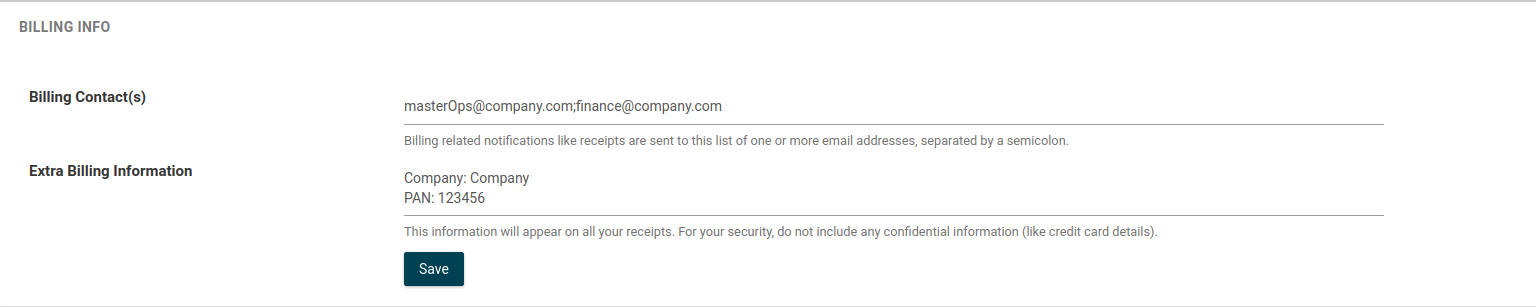 BILLING INFO
Billing Contact(s)
masterOps@company.com;finance@company.com
Billing related notifications like receipts are sent to this list of one or more email addresses, separated by a semicolon.
Extra Billing Information
Company: Company
PAN: 123456
This information will appear on all your receipts. For your security, do not include any confidential information (like credit card details).
Save